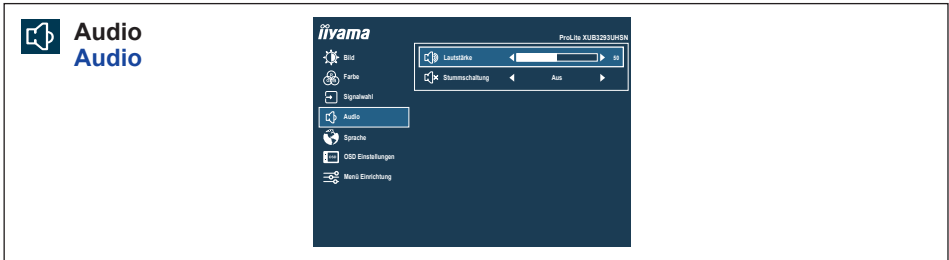 Audio
Audio
iiyama
ProLite XUB3293UHSN
Bild
Farbe
Signalwahl
Audio
Sprache
OSD Einstellungen
Menü Einrichtung
Lautstärke 50
Stummschaltung Aus